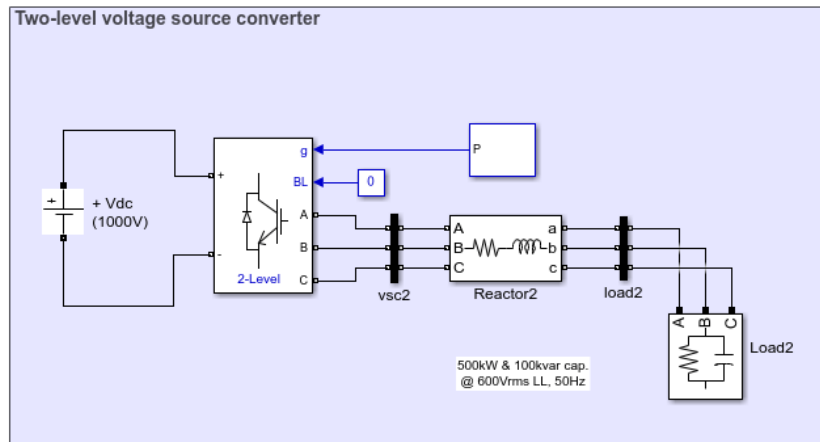 Two-level voltage source converter
+ Vdc
(1000V)
+
+
-
g
BL
A
B
C
2-Level
P
0
vsc2
A
B
C
a
b
c
Reactor2
load2
A B C
Load2
500kW & 100kvar cap.
@ 600Vrms LL, 50Hz